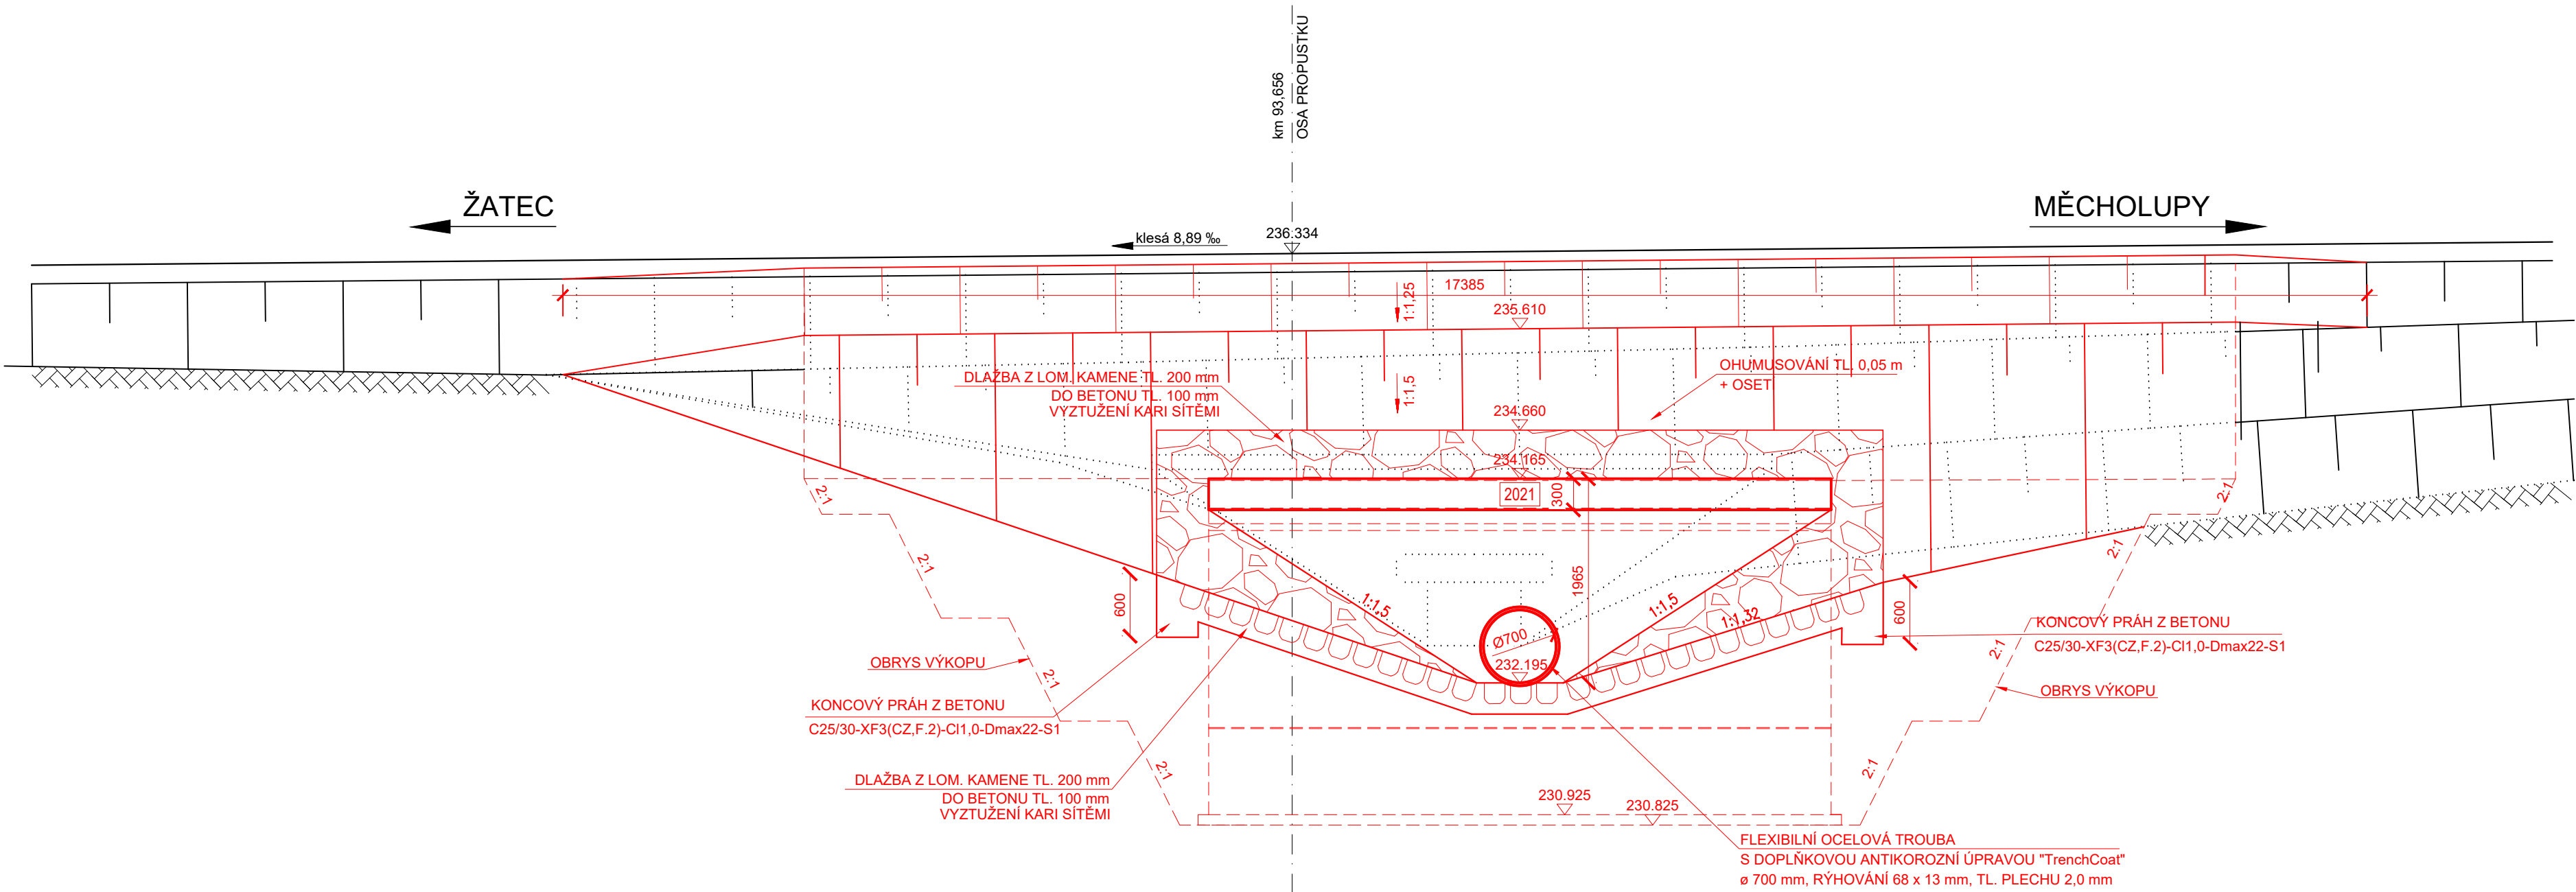 km 93,656
OSA PROPUSTKU
ŽATEC
MĚCHOLUPY
klesá 8,89 ‰
236.334
17385
1:1,25
235.610
OHUMUSOVÁNÍ TL. 0,05 m
+ OSET
DLAŽBA Z LOM. KAMENE TL. 200 mm
DO BETONU TL. 100 mm
VYZTUŽENÍ KARI SÍTĚMI
1:1,5
234.660
234.165
2021
300
2:1
2:1
2:1
2:1
1965
600
600
1:1,5
1:1,5
1:1,32
Ø700
232.195
KONCOVÝ PRÁH Z BETONU
C25/30-XF3(CZ,F.2)-Cl1,0-Dmax22-S1
OBRYS VÝKOPU
2:1
2:1
OBRYS VÝKOPU
KONCOVÝ PRÁH Z BETONU
C25/30-XF3(CZ,F.2)-Cl1,0-Dmax22-S1
2:1
2:1
DLAŽBA Z LOM. KAMENE TL. 200 mm
DO BETONU TL. 100 mm
VYZTUŽENÍ KARI SÍTĚMI
230.925
230.825
FLEXIBILNÍ OCELOVÁ TROUBA
S DOPLŇKOVOU ANTIKOROZNÍ ÚPRAVOU "TrenchCoat"
ø 700 mm, RÝHOVÁNÍ 68 x 13 mm, TL. PLECHU 2,0 mm